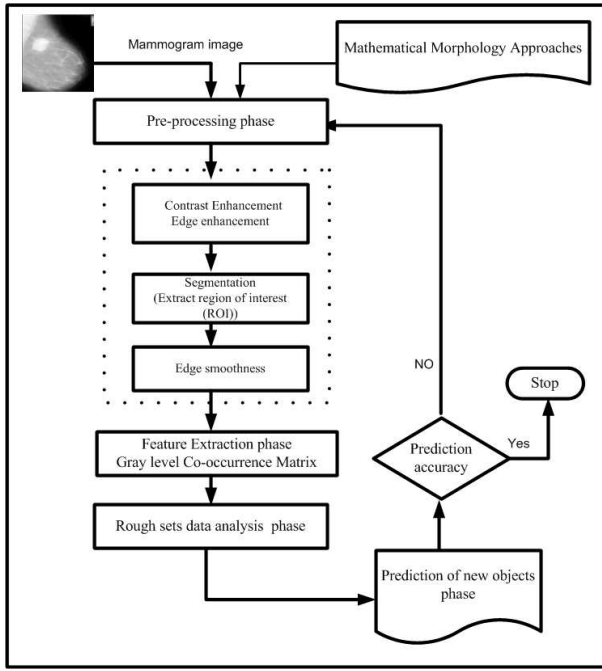 Mammogram image
Mathematical Morphology Approaches
Pre-processing phase
Contrast Enhancement
Edge enhancement
Segmentation
(Extract region of interest
(ROI))
Edge smoothness
Feature Extraction phase
Gray level Co-occurrence Matrix
Rough sets data analysis phase
Prediction of new objects
phase
Prediction
accuracy
NO
Yes
Stop